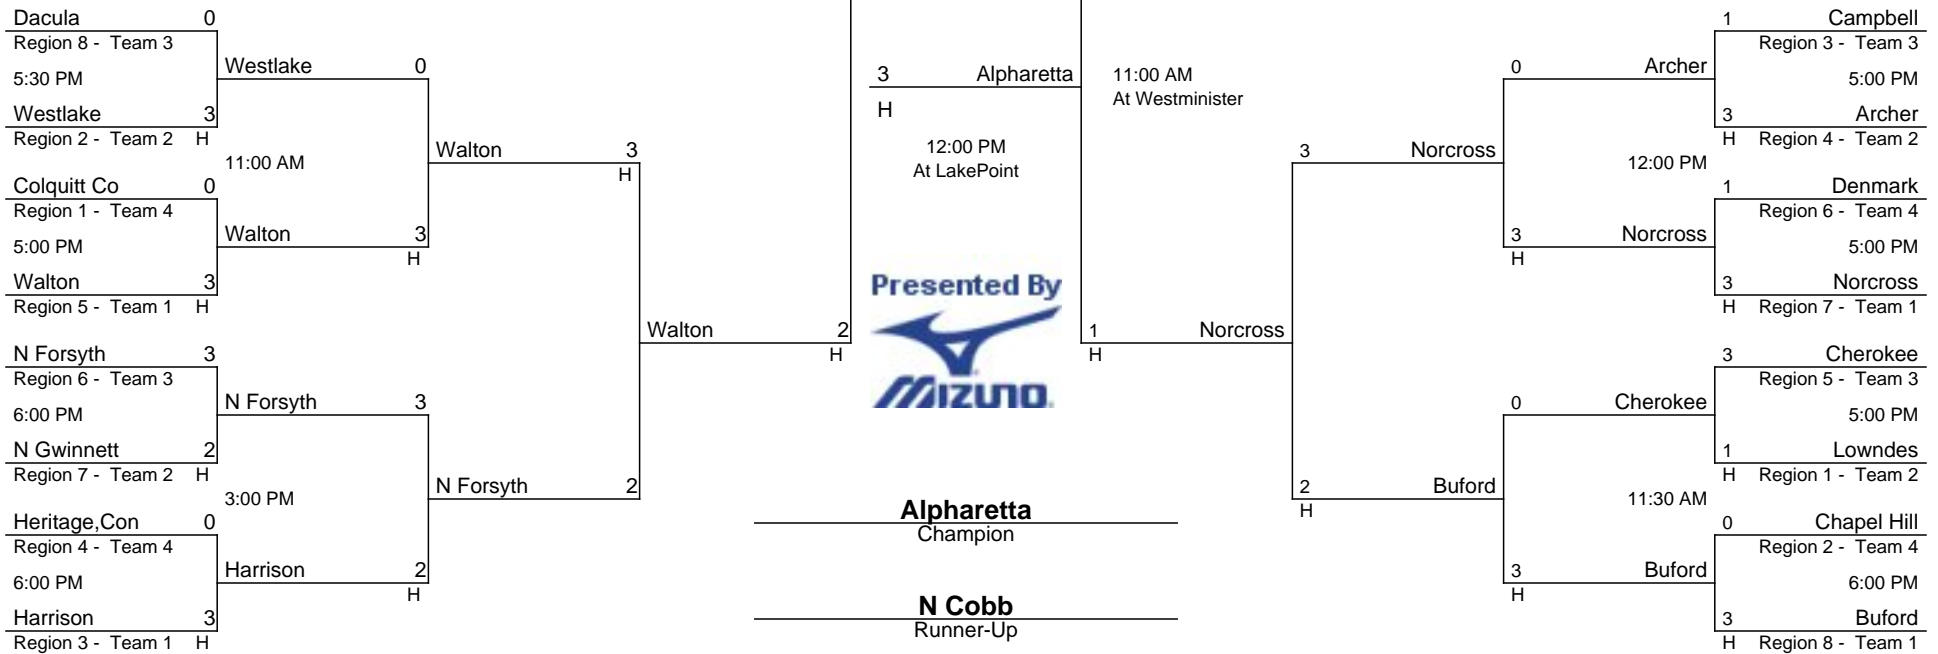 Dacula 0
Region 8 - Team 3
5:30 PM
Westlake 3
Region 2 - Team 2 H
Colquitt Co 0
Region 1 - Team 4
5:00 PM
Walton 3
Region 5 - Team 1 H
N Forsyth 3
Region 6 - Team 3
6:00 PM
N Gwinnett 2
Region 7 - Team 2 H
Heritage,Con 0
Region 4 - Team 4
6:00 PM
Harrison 3
Region 3 - Team 1 H
Westlake 0
11:00 AM
Walton 3
H
N Forsyth 3
3:00 PM
Harrison 2
H
Walton 3
H
N Forsyth 2
Walton 2
H
3 Alpharetta
H
12:00 PM
At LakePoint
Presented By
MIZUNO
Alpharetta
Champion
N Cobb
Runner-Up
11:00 AM
At Westminister
1 Norcross
H
3 Norcross
2 Buford
H
0 Archer
12:00 PM
3 Norcross
H
0 Cherokee
11:30 AM
3 Buford
H
1 Campbell
Region 3 - Team 3
5:00 PM
3 Archer
H Region 4 - Team 2
1 Denmark
Region 6 - Team 4
5:00 PM
3 Norcross
H Region 7 - Team 1
3 Cherokee
Region 5 - Team 3
5:00 PM
1 Lowndes
H Region 1 - Team 2
0 Chapel Hill
Region 2 - Team 4
6:00 PM
3 Buford
H Region 8 - Team 1